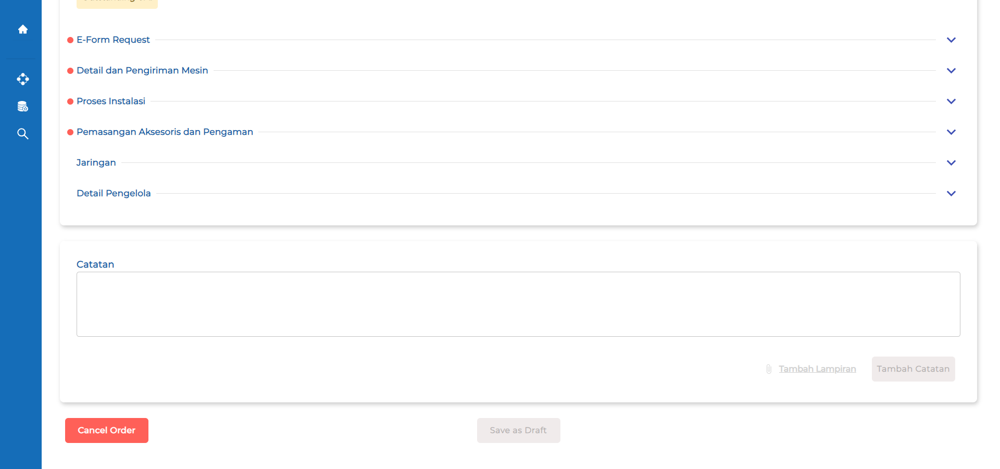 E-Form Request
Detail dan Pengiriman Mesin
Proses Instalasi
Pemasangan Aksesoris dan Pengaman
Jaringan
Detail Pengelola
Catatan
Tambah Lampiran
Tambah Catatan
Cancel Order
Save as Draft